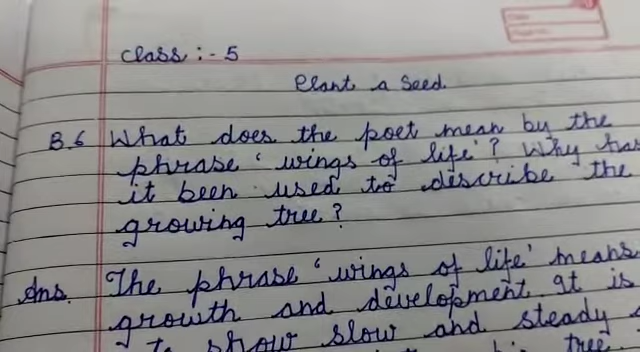 Class :- 5
Plant a Seed.
B.6 What does the poet mean by the
phrase 'wings of life'? Why has
it been used to describe the
growing tree?
Ans. The phrase 'wings of life' means
growth and development. It is
to show slow and steady
tree.